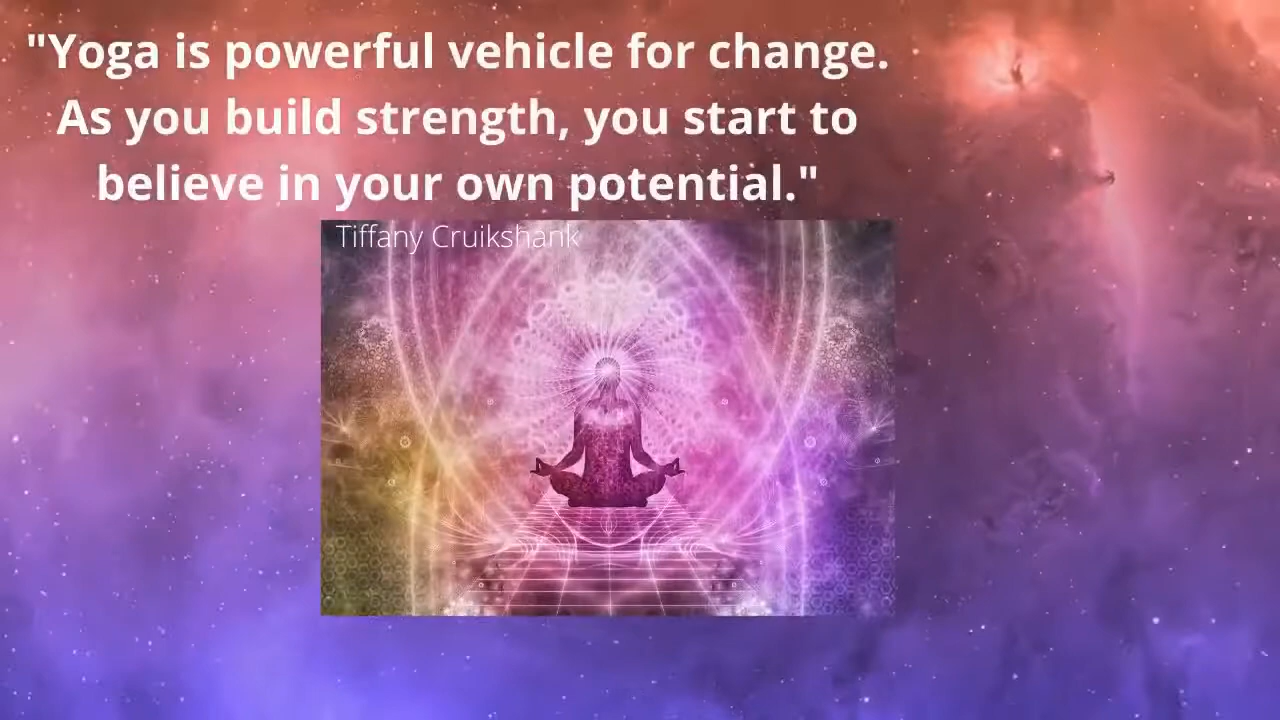 "Yoga is powerful vehicle for change.
As you build strength, you start to
believe in your own potential."
Tiffany Cruikshank